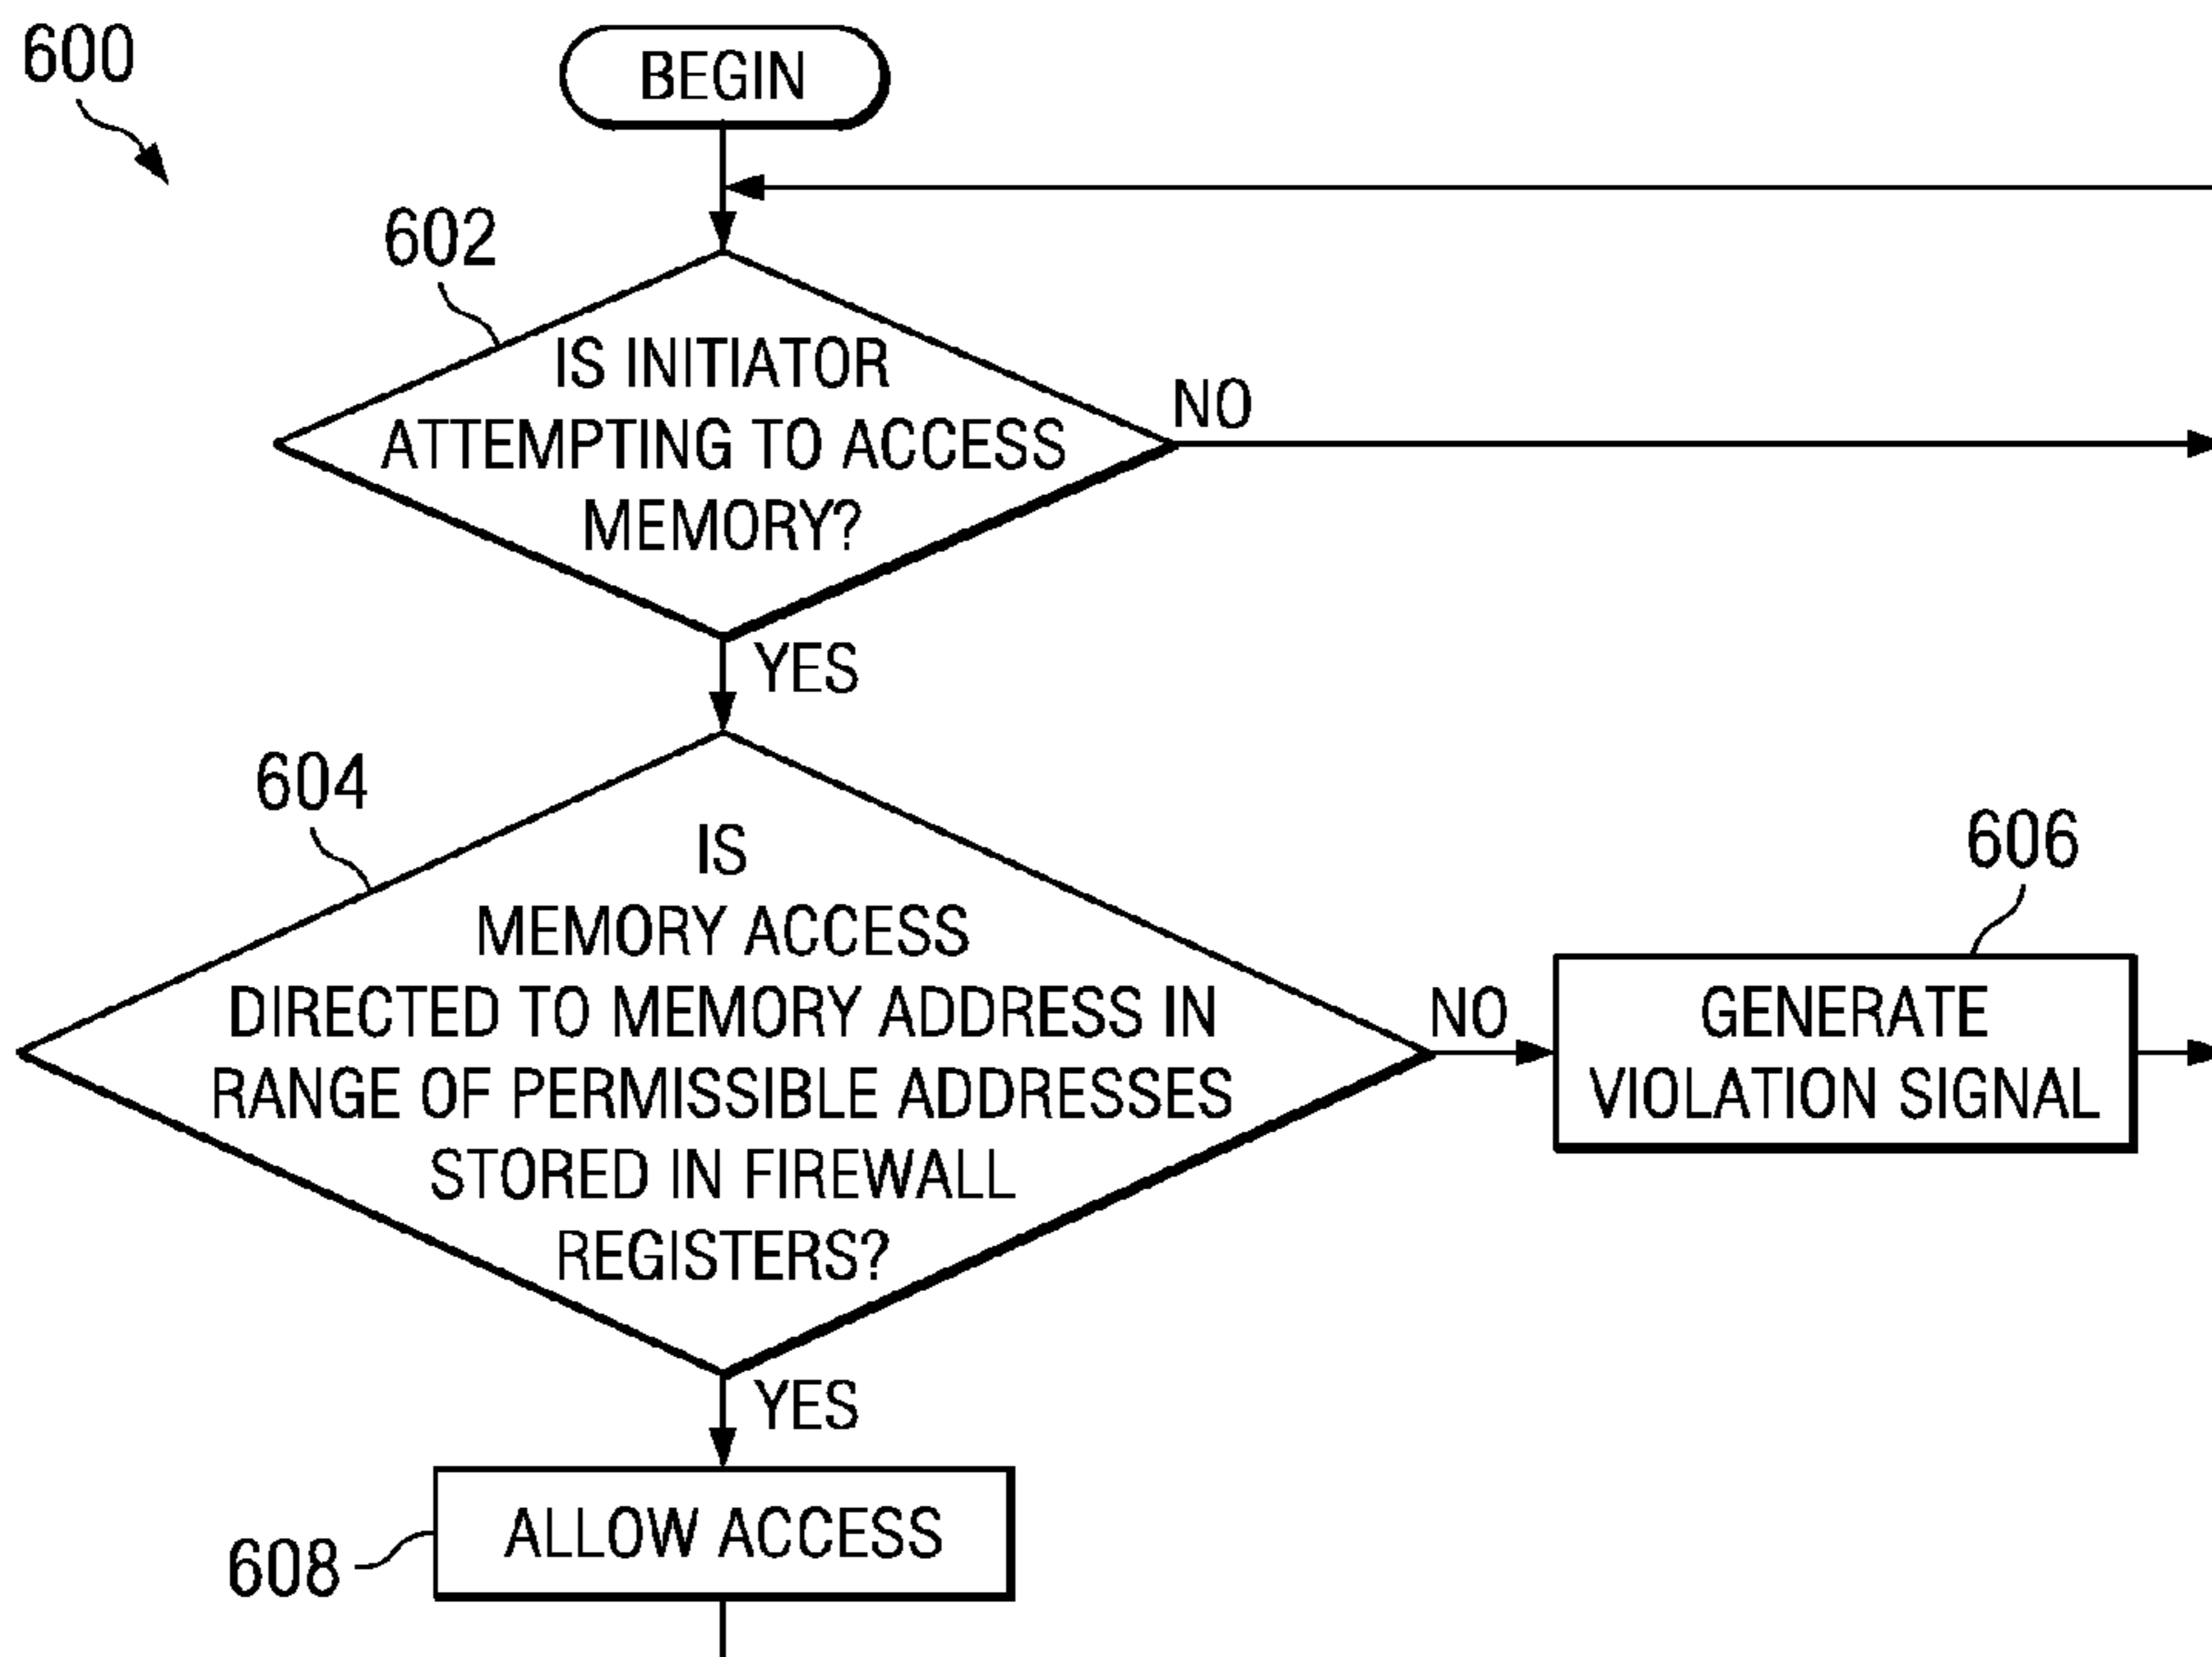 600
BEGIN
602
IS INITIATOR
ATTEMPTING TO ACCESS
MEMORY?
NO
YES
604
IS
MEMORY ACCESS
DIRECTED TO MEMORY ADDRESS IN
RANGE OF PERMISSIBLE ADDRESSES
STORED IN FIREWALL
REGISTERS?
NO
606
GENERATE
VIOLATION SIGNAL
YES
ALLOW ACCESS
608